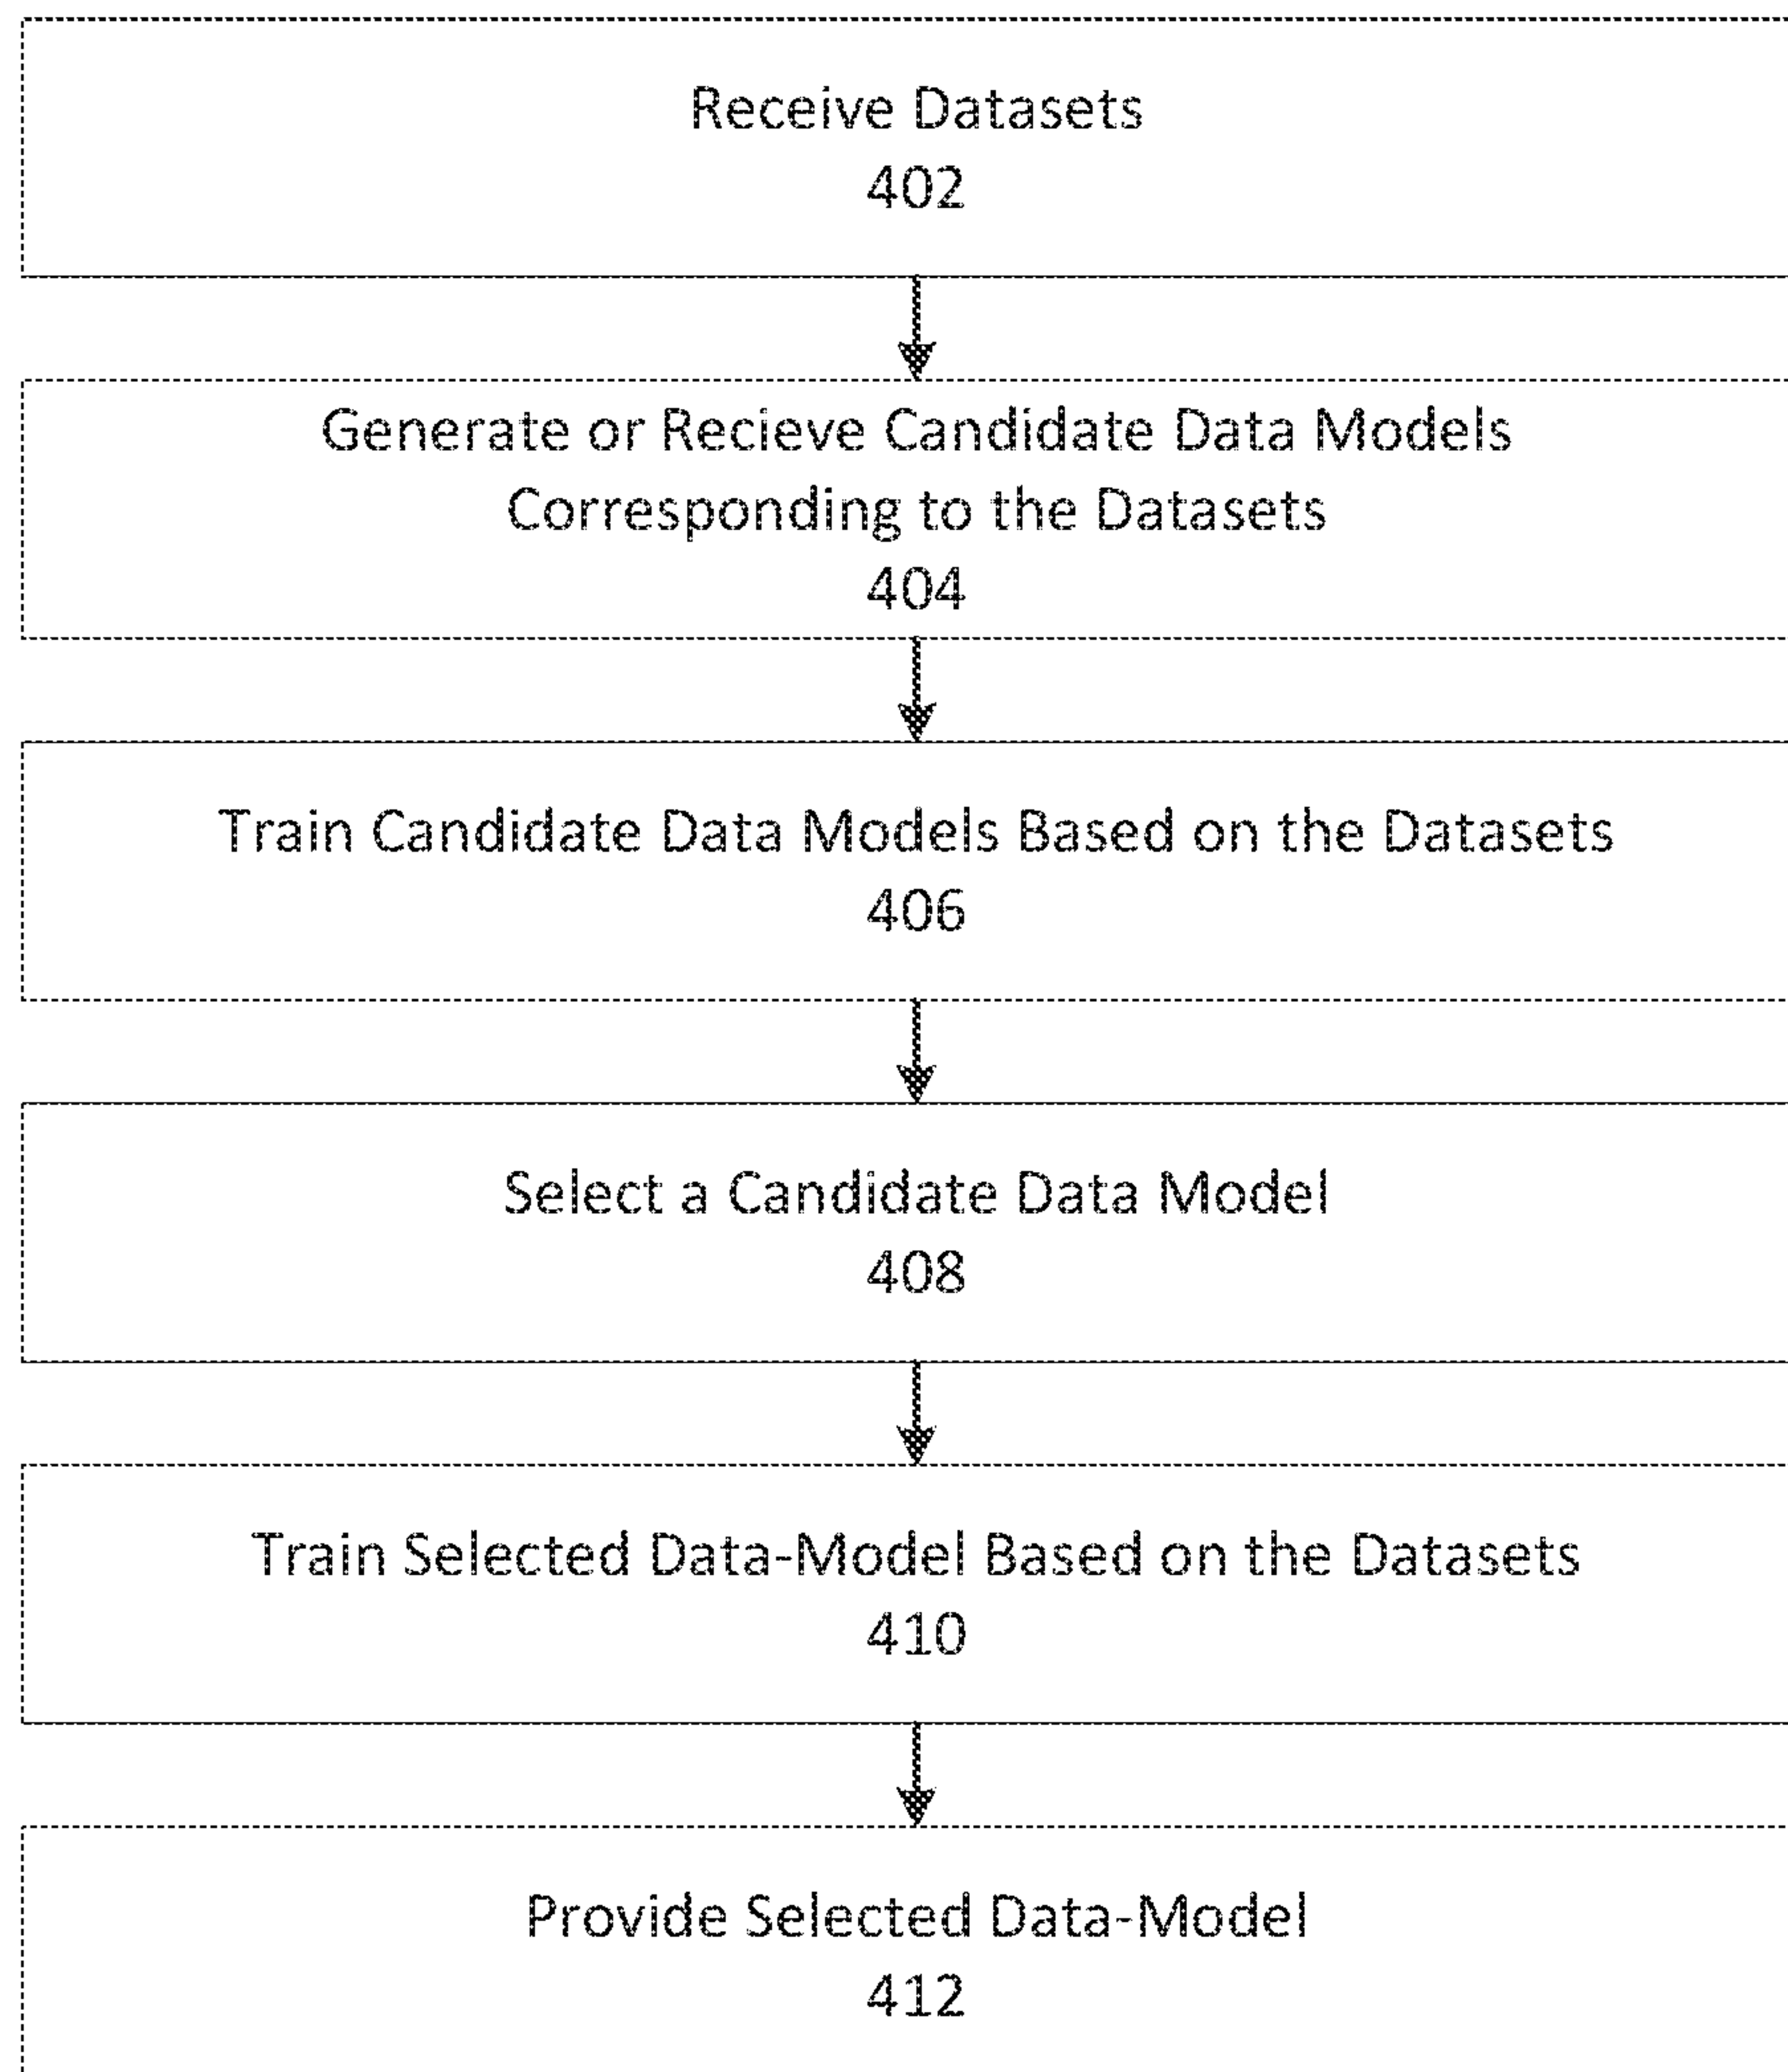 Receive Datasets
402
Generate or Recieve Candidate Data Models
Corresponding to the Datasets
404
Train Candidate Data Models Based on the Datasets
406
Select a Candidate Data Model
408
Train Selected Data-Model Based on the Datasets
410
Provide Selected Data-Model
412